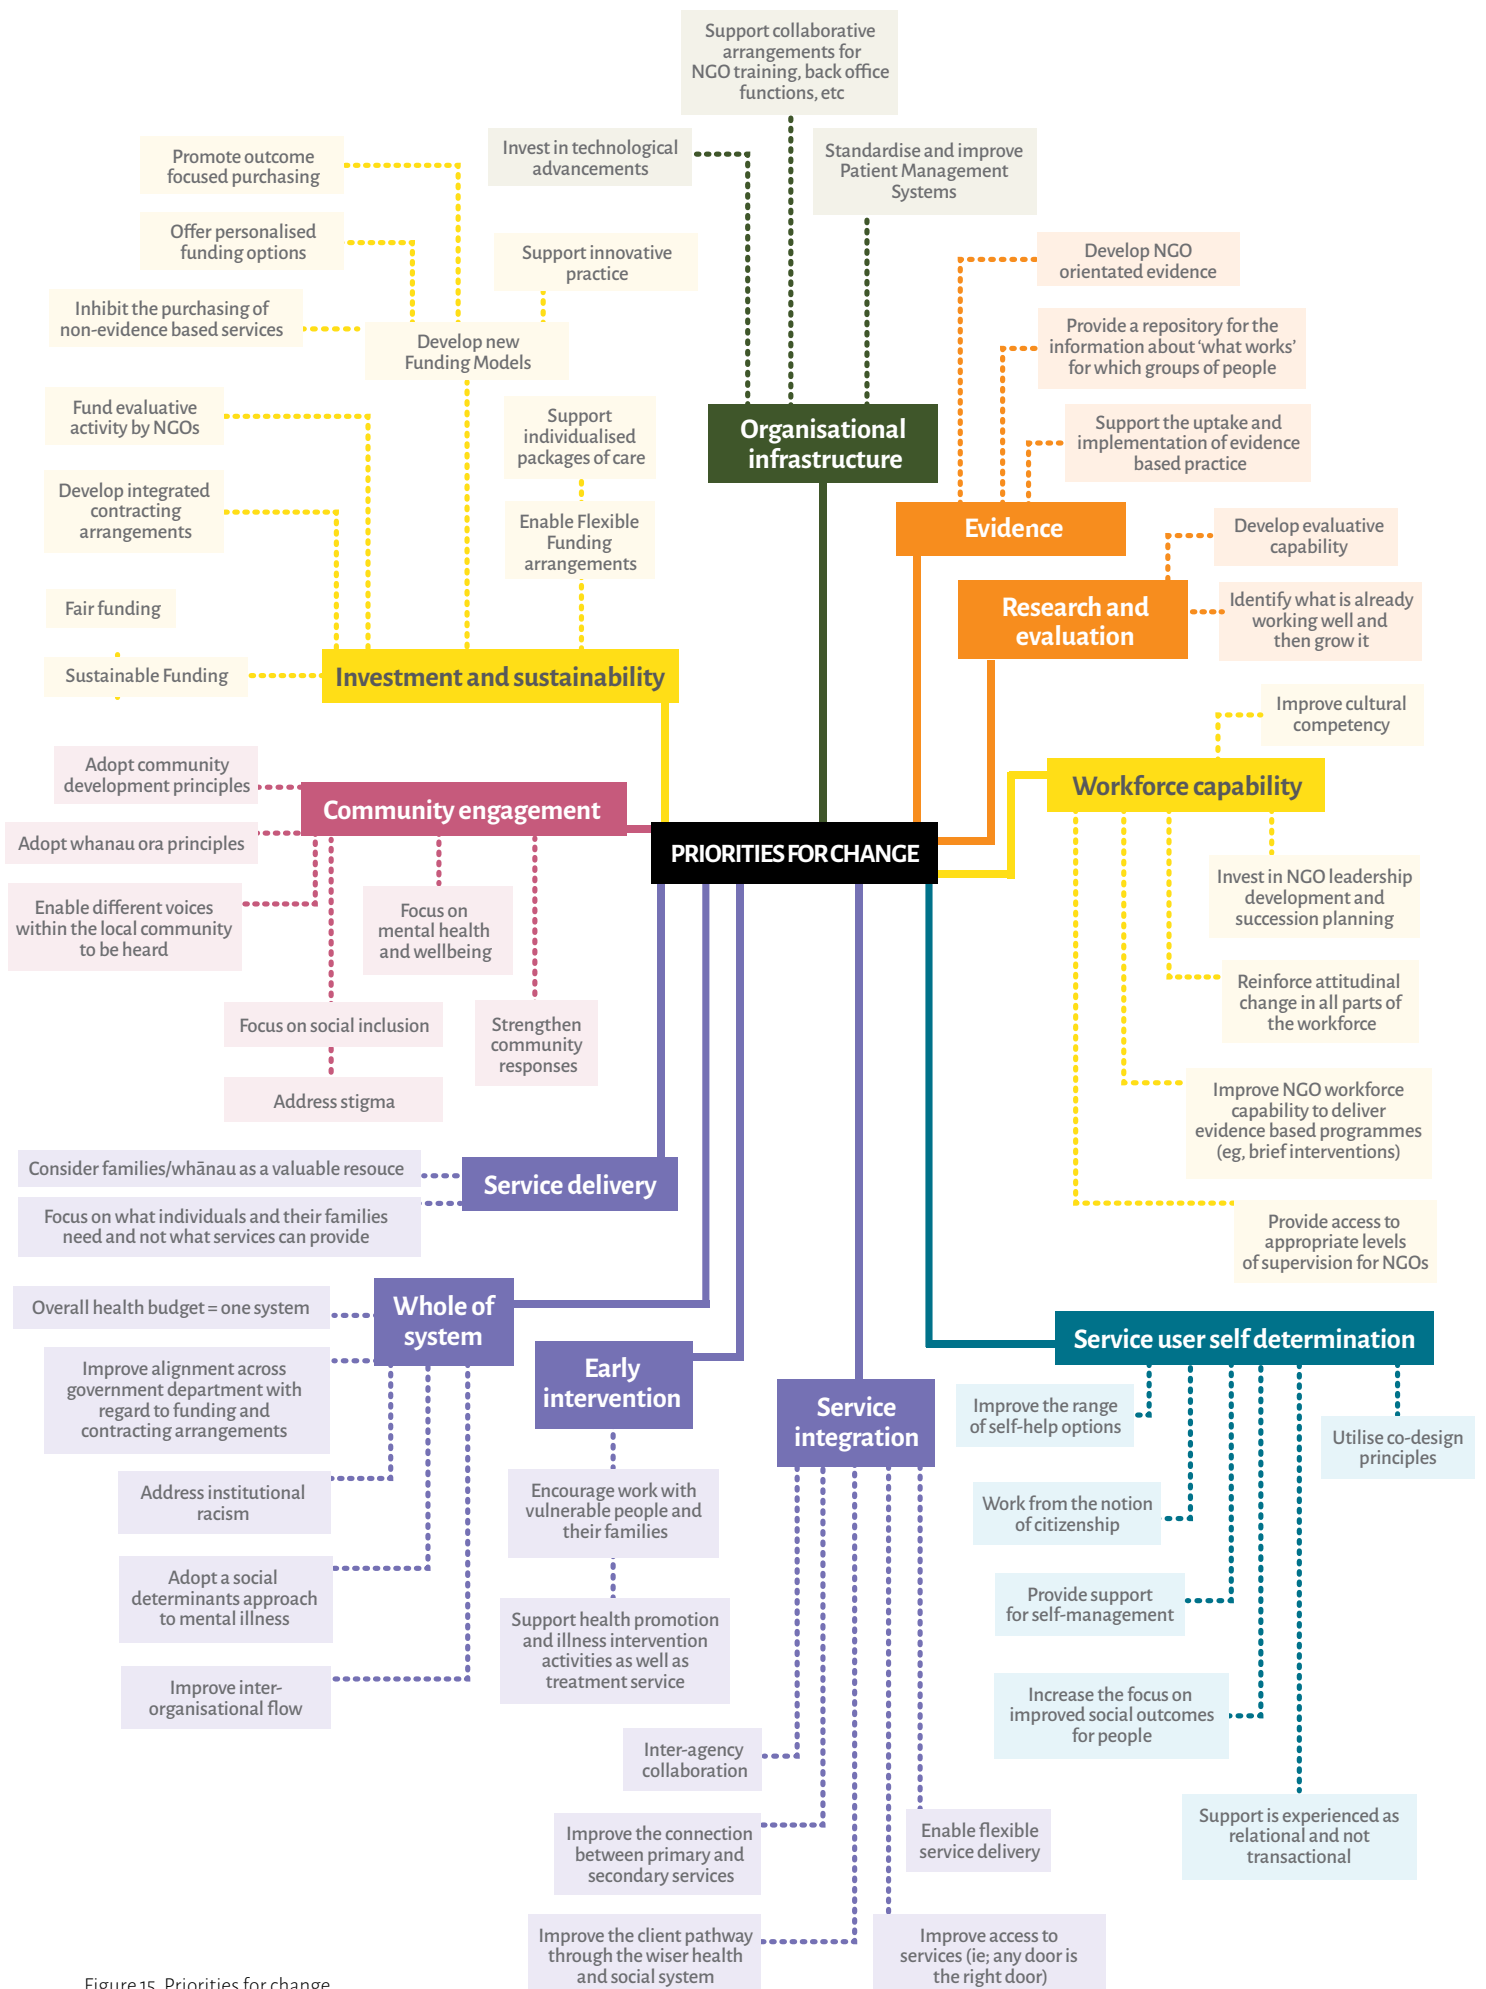 Support collaborative
arrangements for
NGO training, back office
functions, etc
Invest in technological
advancements
Standardise and improve
Patient Management
Systems
Promote outcome
focused purchasing
Offer personalised
funding options
Support innovative
practice
Inhibit the purchasing of
non-evidence based services
Develop new
Funding Models
Fund evaluative
activity by NGOs
Support
individualised
packages of care
Develop integrated
contracting
arrangements
Enable Flexible
Funding
arrangements
Fair funding
Sustainable Funding
Investment and sustainability
Organisational
infrastructure
Develop NGO
orientated evidence
Provide a repository for the
information about ‘what works’
for which groups of people
Support the uptake and
implementation of evidence
based practice
Evidence
Develop evaluative
capability
Research and
evaluation
Identify what is already
working well and
then grow it
Improve cultural
competency
Workforce capability
Invest in NGO leadership
development and
succession planning
Reinforce attitudinal
change in all parts of
the workforce
Improve NGO workforce
capability to deliver
evidence based programmes
(eg, brief interventions)
Provide access to
appropriate levels
of supervision for NGOs
Adopt community
development principles
Community engagement
PRIORITIES FOR CHANGE
Adopt whanau ora principles
Enable different voices
within the local community
to be heard
Focus on
mental health
and wellbeing
Focus on social inclusion
Strengthen
community
responses
Address stigma
Consider families/whānau as a valuable resouce
Service delivery
Focus on what individuals and their families
need and not what services can provide
Overall health budget = one system
Whole of
system
Improve alignment across
government department with
regard to funding and
contracting arrangements
Address institutional
racism
Adopt a social
determinants approach
to mental illness
Improve inter-
organisational flow
Early
intervention
Encourage work with
vulnerable people and
their families
Support health promotion
and illness intervention
activities as well as
treatment service
Service
integration
Inter-agency
collaboration
Improve the connection
between primary and
secondary services
Improve the client pathway
through the wiser health
and social system
Enable flexible
service delivery
Improve access to
services (ie; any door is
the right door)
Service user self determination
Improve the range
of self-help options
Utilise co-design
principles
Work from the notion
of citizenship
Provide support
for self-management
Increase the focus on
improved social outcomes
for people
Support is experienced as
relational and not
transactional
Figure 15. Priorities for change